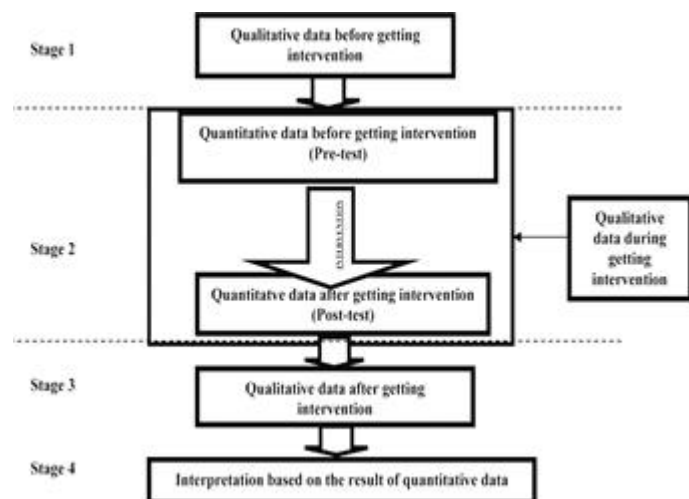 Stage 1
Qualitative data before getting
intervention
Quantitative data before getting intervention
(Pre-test)
Stage 2
INTERVENTION
Qualitative
data during
getting
intervention
Quantitatve data after getting intervention
(Post-test)
Stage 3
Qualitative data after getting
intervention
Stage 4
Interpretation based on the result of quantitative data